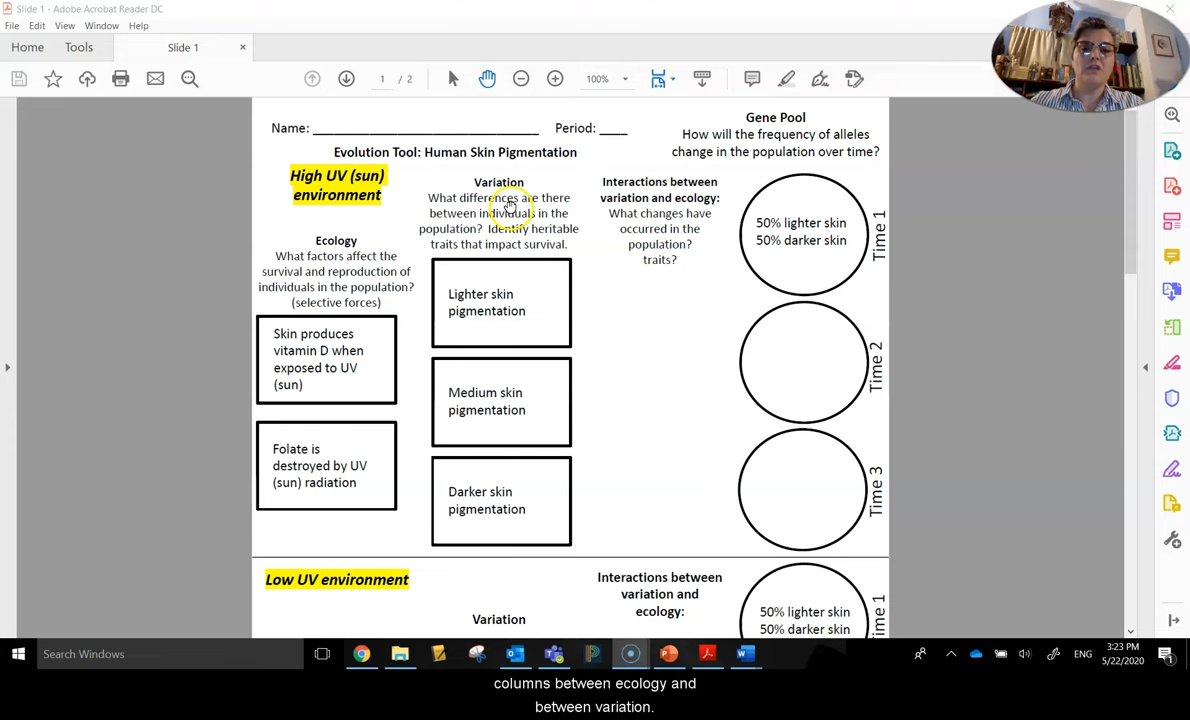 Slide 1 - Adobe Acrobat Reader DC
File Edit View Window Help
Home Tools Slide 1 ×
1 / 2 100%
Name: ________________ Period: ____
Evolution Tool: Human Skin Pigmentation
Gene Pool
How will the frequency of alleles
change in the population over time?
High UV (sun)
environment
Ecology
What factors affect the
survival and reproduction of
individuals in the population?
(selective forces)
Skin produces
vitamin D when
exposed to UV
(sun)
Folate is
destroyed by UV
(sun) radiation
Variation
What differences are there
between individuals in the
population? Identify heritable
traits that impact survival.
Lighter skin
pigmentation
Medium skin
pigmentation
Darker skin
pigmentation
Interactions between
variation and ecology:
What changes have
occurred in the
population?
traits?
50% lighter skin
50% darker skin
Time 1
Time 2
Time 3
Low UV environment
Variation
Interactions between
variation and
ecology:
50% lighter skin
50% darker skin
Time 1
Search Windows
ENG
3:23 PM
5/22/2020
1
columns between ecology and
between variation.